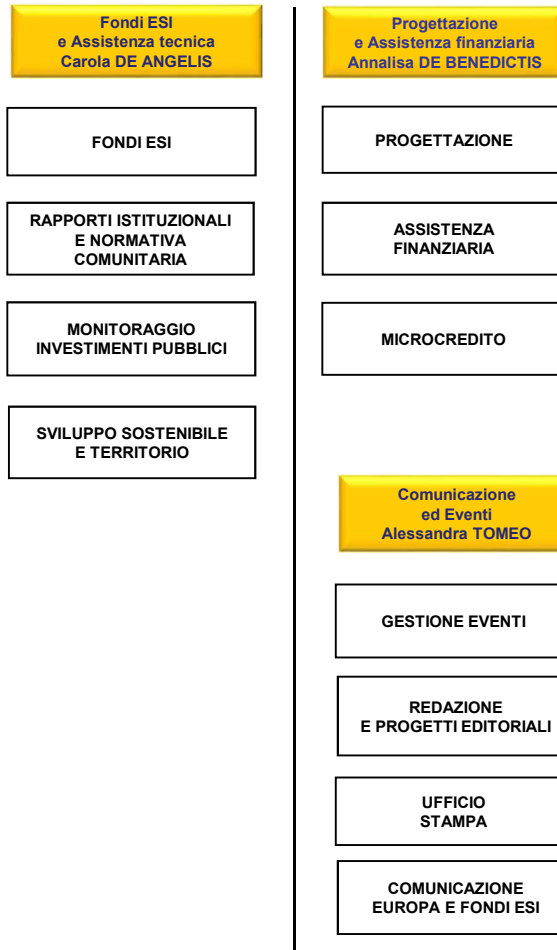 Fondi ESI
e Assistenza tecnica
Carola DE ANGELIS
FONDI ESI
RAPPORTI ISTITUZIONALI
E NORMATIVA
COMUNITARIA
MONITORAGGIO
INVESTIMENTI PUBBLICI
SVILUPPO SOSTENIBILE
E TERRITORIO
Progettazione
e Assistenza finanziaria
Annalisa DE BENEDICTIS
PROGETTAZIONE
ASSISTENZA
FINANZIARIA
MICROCREDITO
Comunicazione
ed Eventi
Alessandra TOMEO
GESTIONE EVENTI
REDAZIONE
E PROGETTI EDITORIALI
UFFICIO
STAMPA
COMUNICAZIONE
EUROPA E FONDI ESI